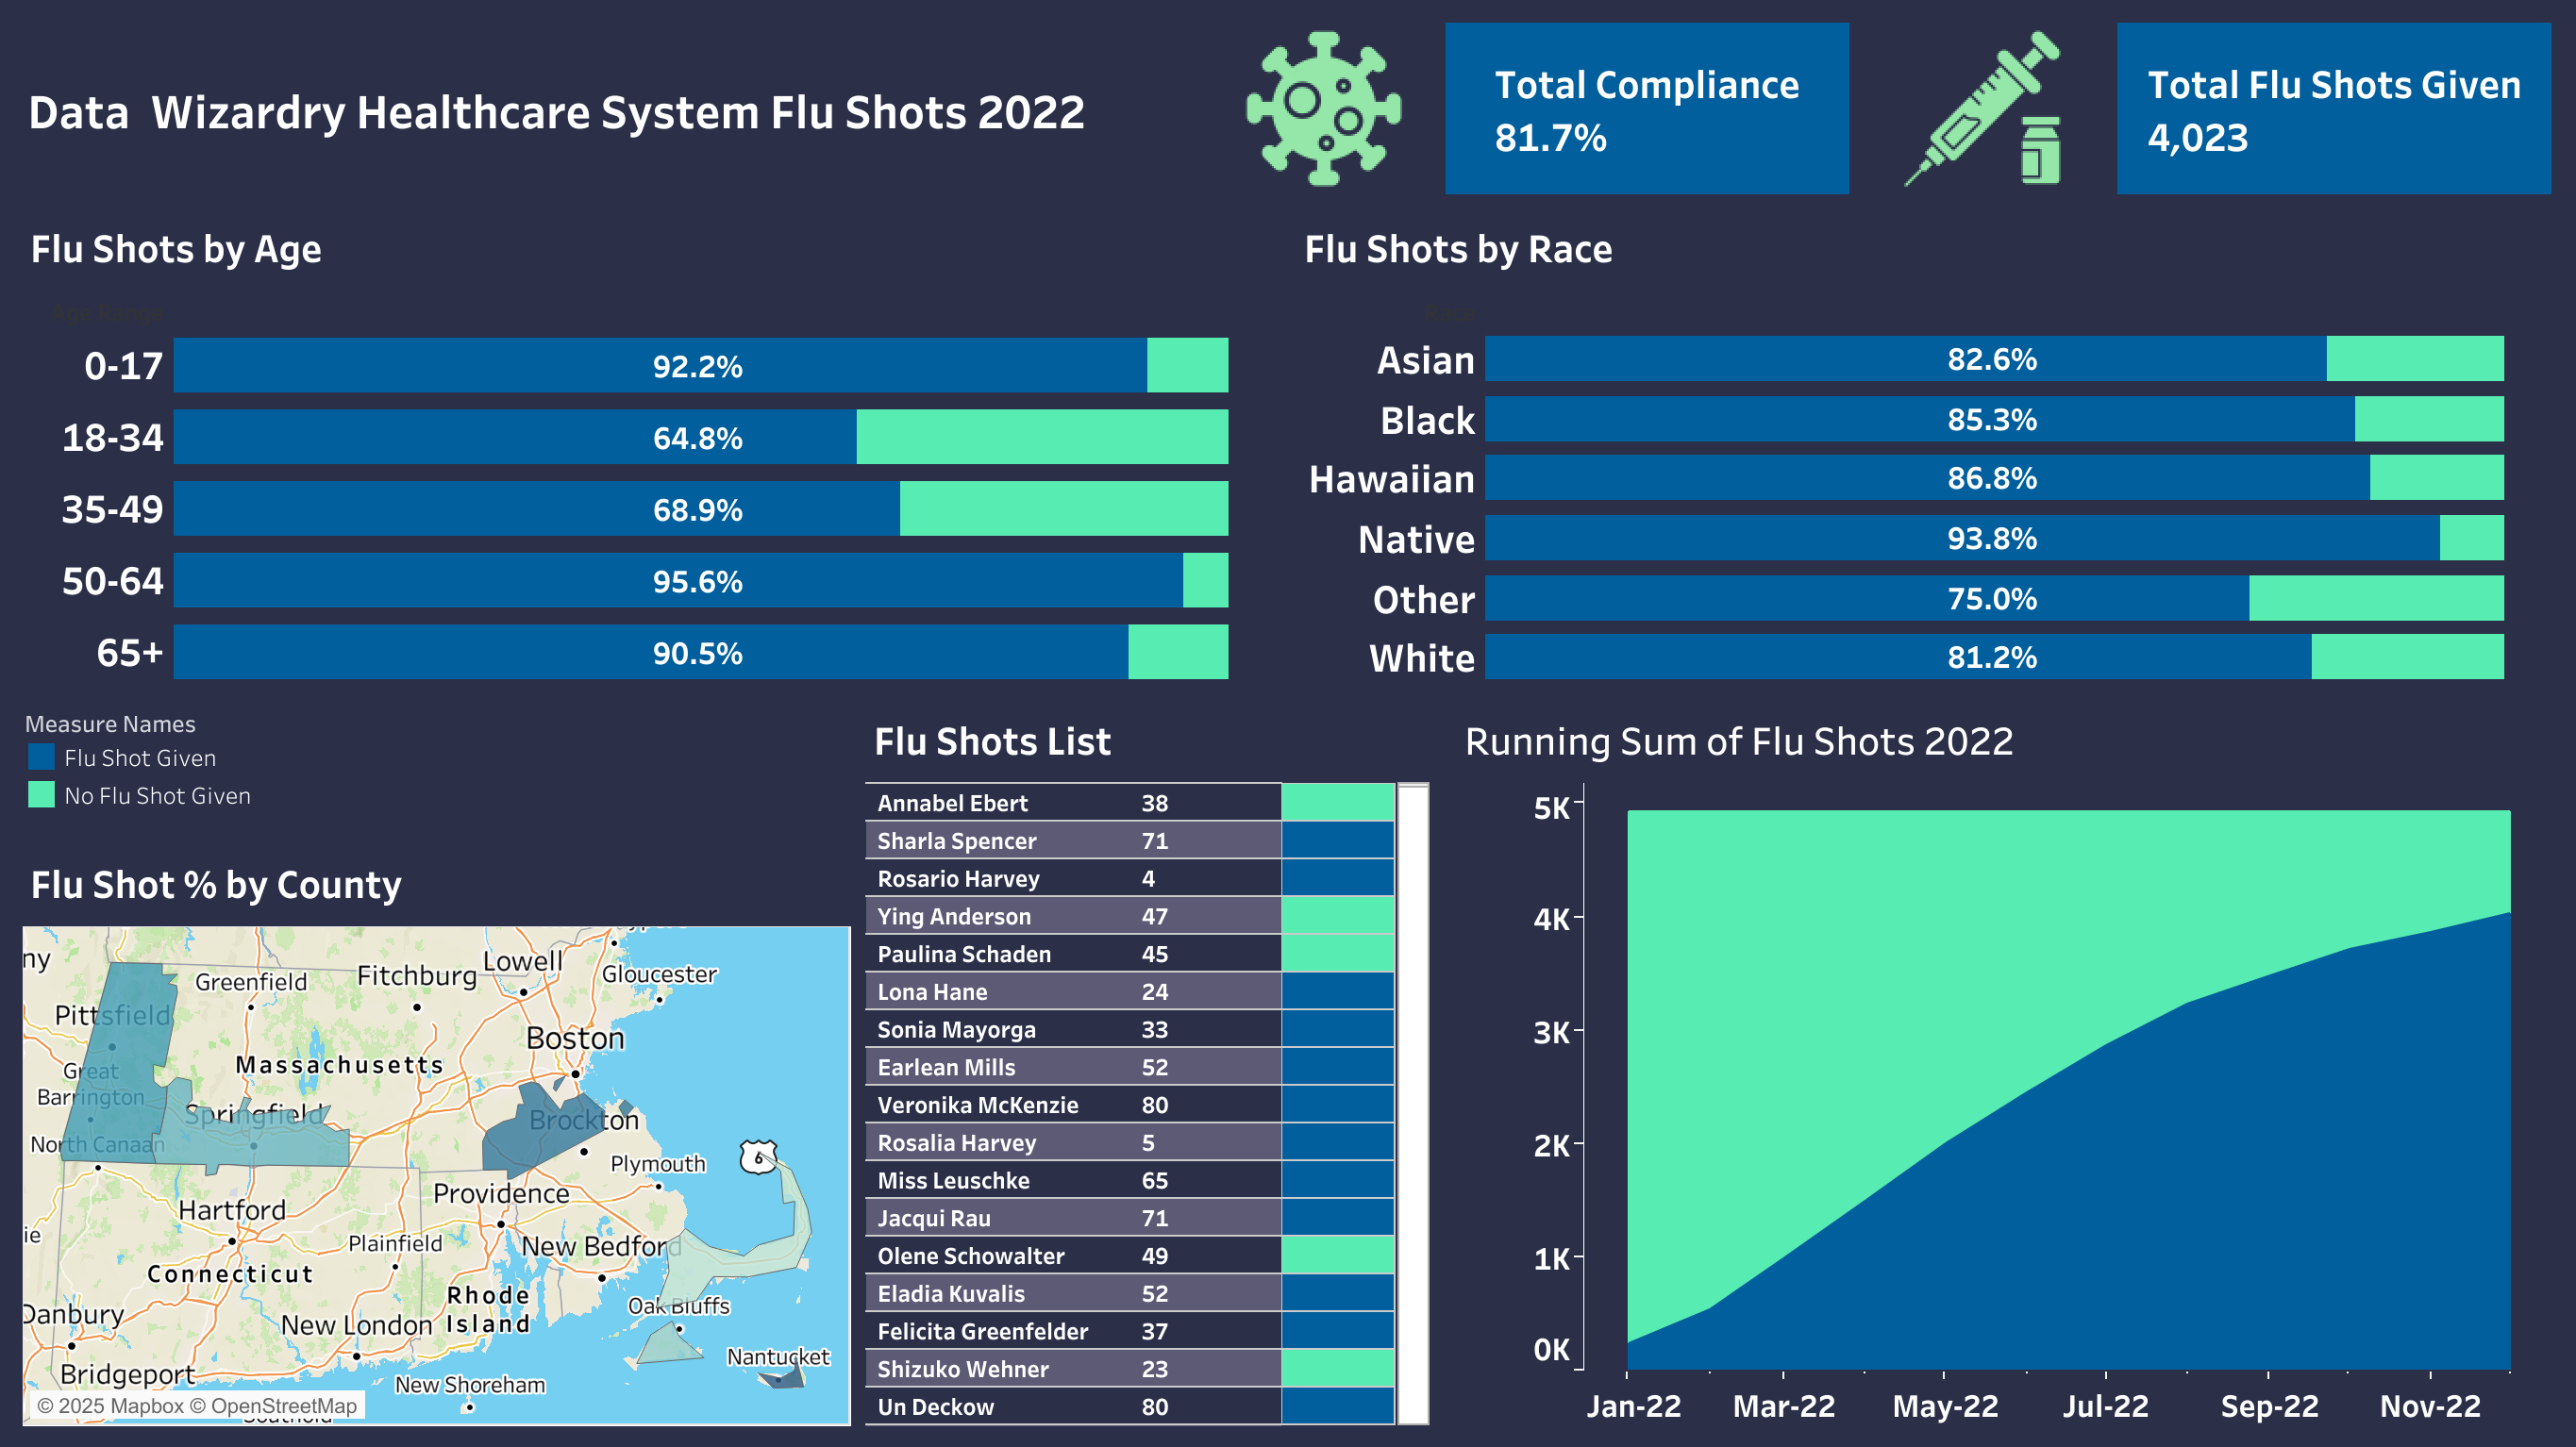 Data Wizardry Healthcare System Flu Shots 2022
Total Compliance
81.7%
Total Flu Shots Given
4,023
Flu Shots by Age
Age Range
0-17 92.2%
18-34 64.8%
35-49 68.9%
50-64 95.6%
65+ 90.5%
Flu Shots by Race
Race
Asian 82.6%
Black 85.3%
Hawaiian 86.8%
Native 93.8%
Other 75.0%
White 81.2%
Measure Names
Flu Shot Given
No Flu Shot Given
Flu Shot % by County
Greenfield
Fitchburg
Lowell
Gloucester
Pittsfield
Boston
Massachusetts
Great
Barrington
Springfield
Brockton
North Canaan
Plymouth
6
Providence
Hartford
Plainfield
New Bedford
Connecticut
Rhode
Island
Oak Bluffs
Danbury
New London
Nantucket
Bridgeport
New Shoreham
© 2025 Mapbox © OpenStreetMap
Flu Shots List
Annabel Ebert 38
Sharla Spencer 71
Rosario Harvey 4
Ying Anderson 47
Paulina Schaden 45
Lona Hane 24
Sonia Mayorga 33
Earlean Mills 52
Veronika McKenzie 80
Rosalia Harvey 5
Miss Leuschke 65
Jacqui Rau 71
Olene Schowalter 49
Eladia Kuvalis 52
Felicita Greenfelder 37
Shizuko Wehner 23
Un Deckow 80
Running Sum of Flu Shots 2022
5K
4K
3K
2K
1K
0K
Jan-22 Mar-22 May-22 Jul-22 Sep-22 Nov-22